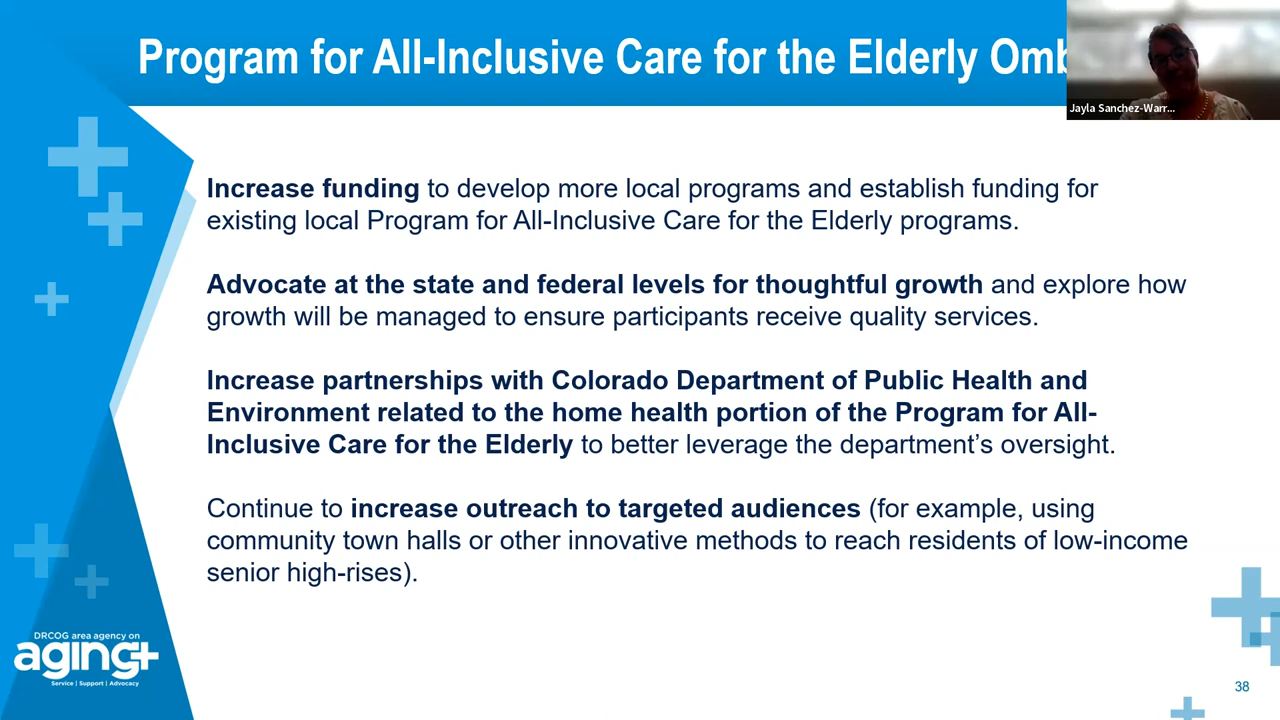 Program for All-Inclusive Care for the Elderly Omb
Jayla Sanchez-Warr...
Increase funding to develop more local programs and establish funding for
existing local Program for All-Inclusive Care for the Elderly programs.
Advocate at the state and federal levels for thoughtful growth and explore how
growth will be managed to ensure participants receive quality services.
Increase partnerships with Colorado Department of Public Health and
Environment related to the home health portion of the Program for All-
Inclusive Care for the Elderly to better leverage the department’s oversight.
Continue to increase outreach to targeted audiences (for example, using
community town halls or other innovative methods to reach residents of low-income
senior high-rises).
DRCOG area agency on
aging+
Service | Support | Advocacy
38